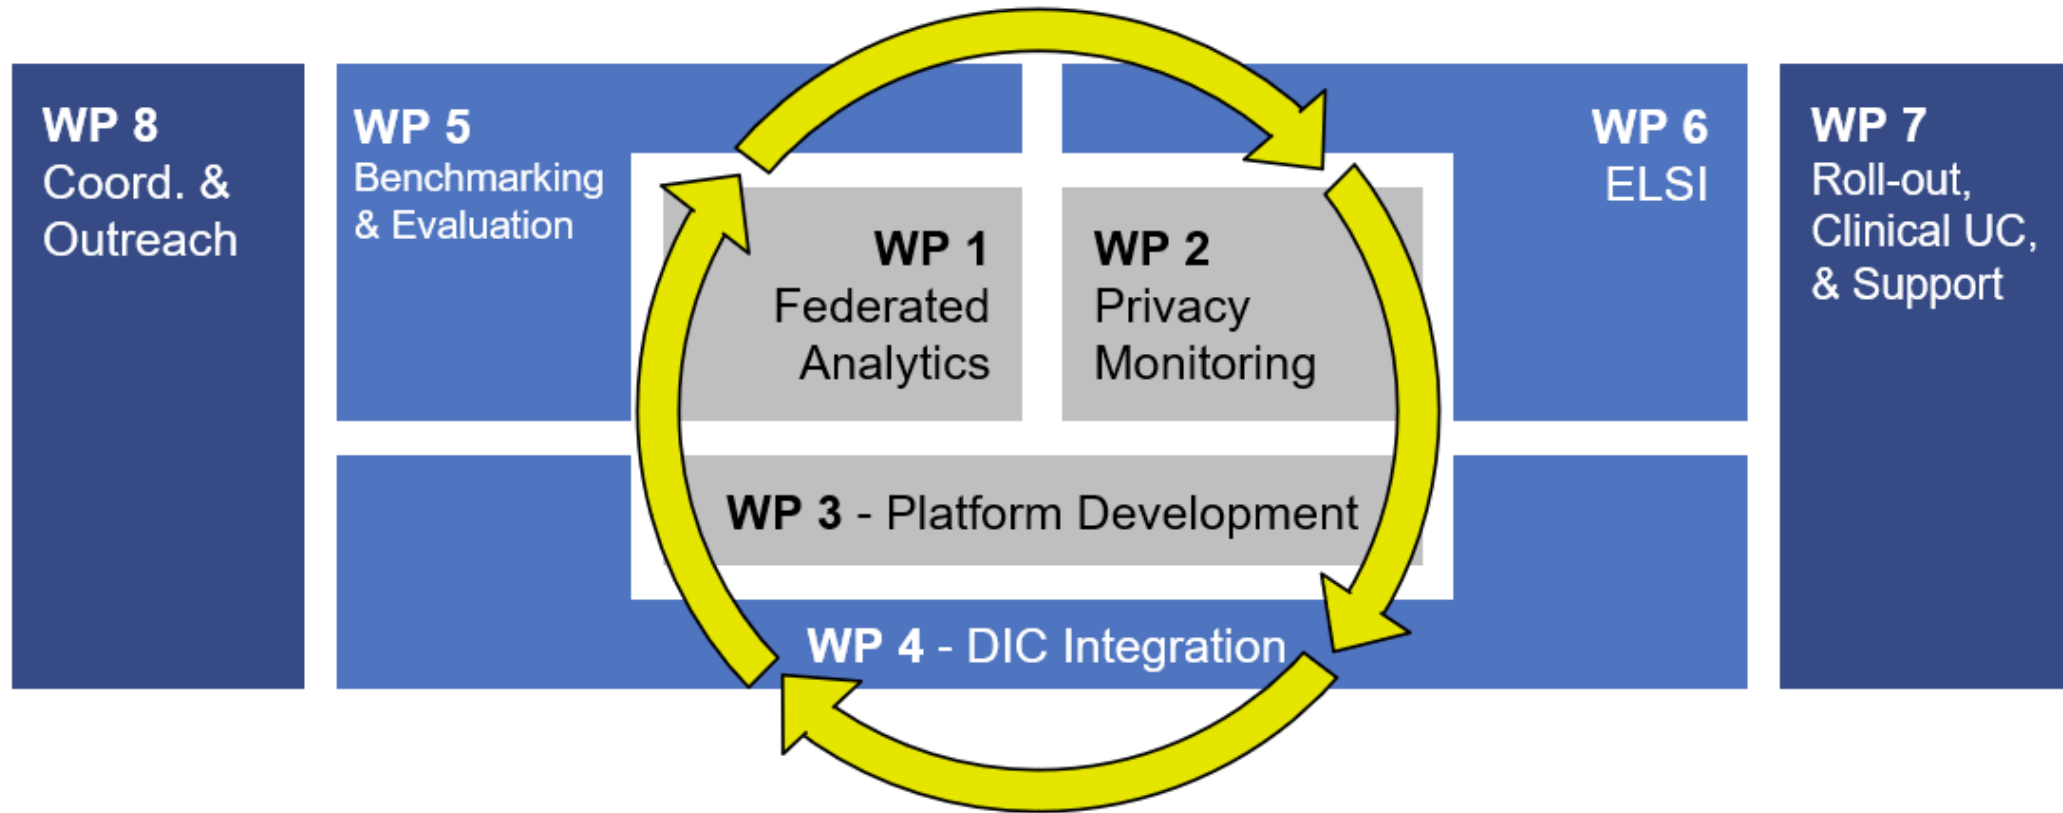 WP 8
Coord. &
Outreach
WP 5
Benchmarking
& Evaluation
WP 1
Federated
Analytics
WP 2
Privacy
Monitoring
WP 6
ELSI
WP 7
Roll-out,
Clinical UC,
& Support
WP 3 - Platform Development
WP 4 - DIC Integration